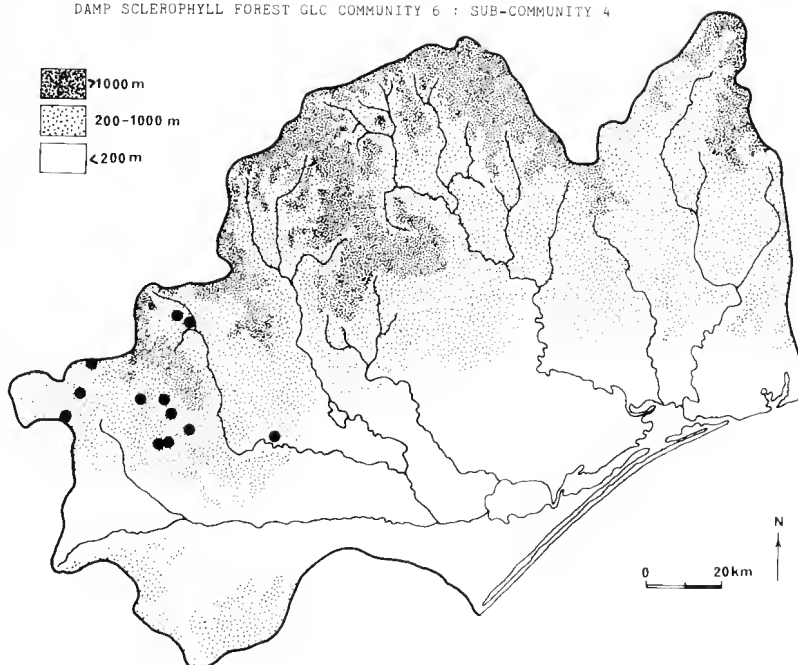 DAMP SCLEROPHYLL FOREST GLC COMMUNITY 6 : SUB-COMMUNITY 4
>1000 m
200-1000 m
<200 m
N
0 20km